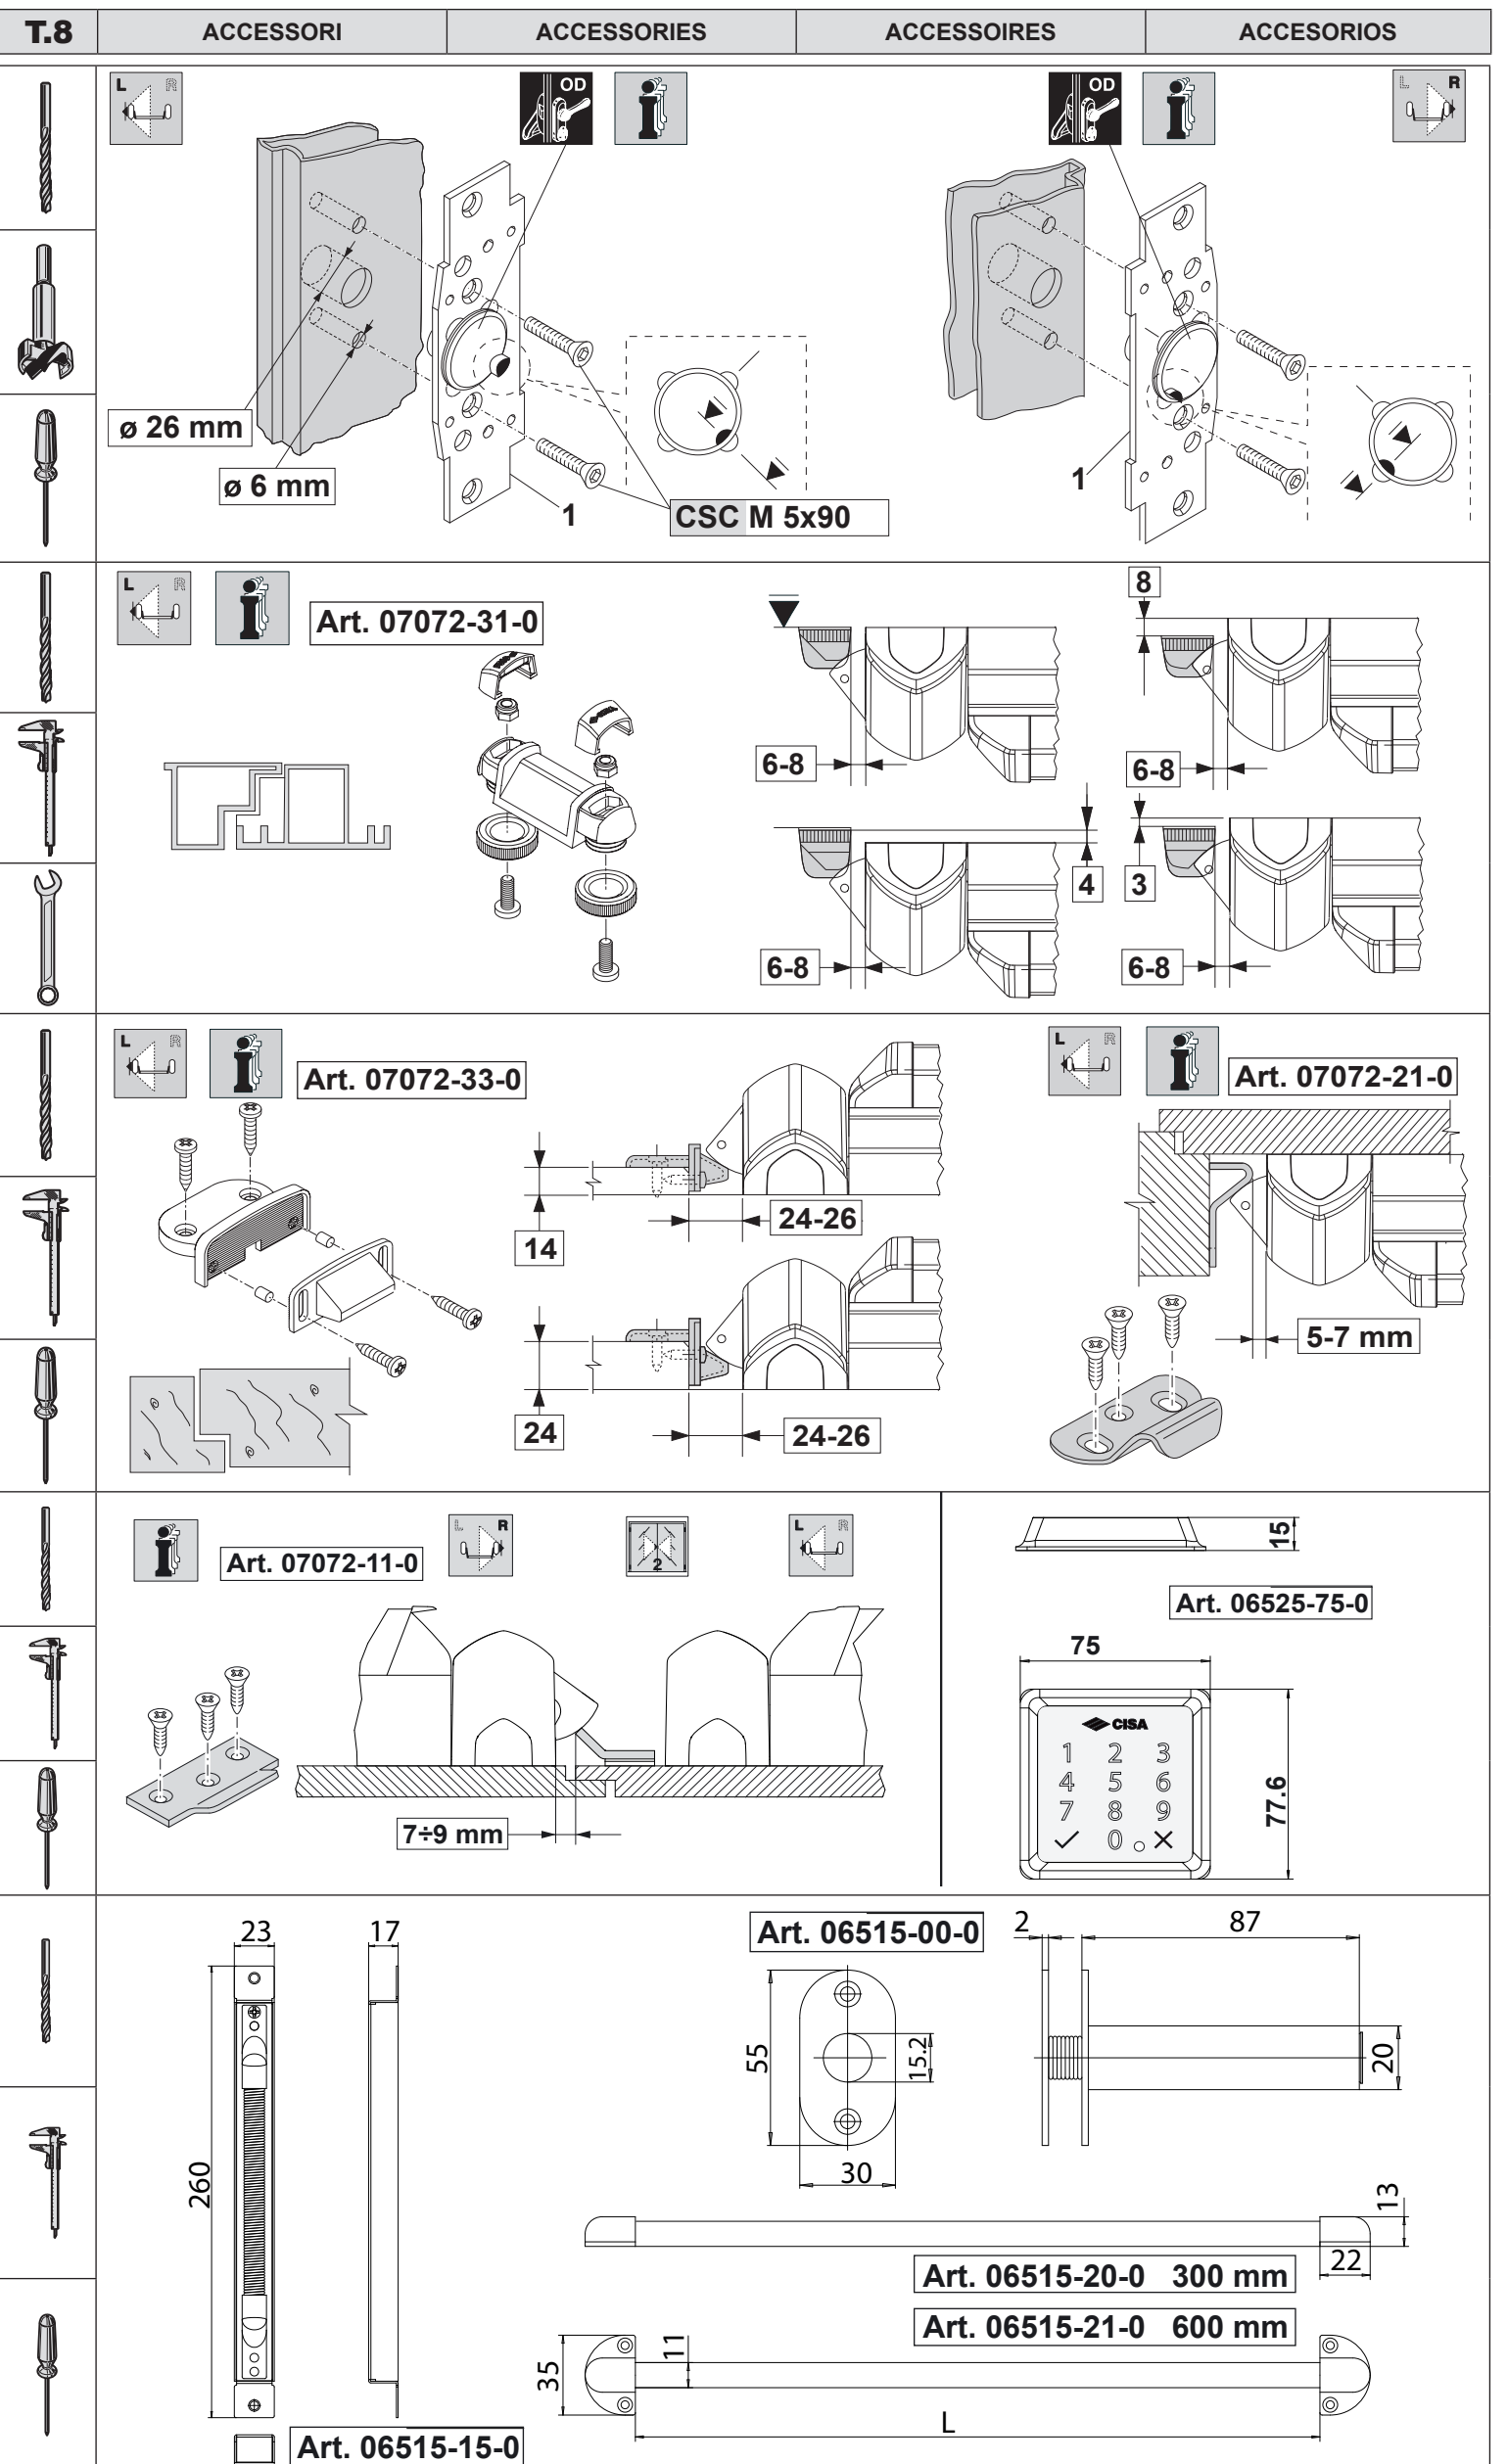 T.8 ACCESSORI ACCESSORIES ACCESSOIRES ACCESORIOS
L R
OD
OD
L R
ø 26 mm
ø 6 mm
1
CSC M 5x90
1
L R
Art. 07072-31-0
8
6-8
6-8
4
3
6-8
6-8
L R
Art. 07072-33-0
L R
Art. 07072-21-0
14
24-26
24
24-26
5-7 mm
Art. 07072-11-0
L R
2
L R
7÷9 mm
15
Art. 06525-75-0
75
CISA
1 2 3
4 5 6
7 8 9
0
77.6
23
17
260
Art. 06515-15-0
Art. 06515-00-0
55
15.2
30
2
87
20
13
22
Art. 06515-20-0 300 mm
Art. 06515-21-0 600 mm
35
11
L